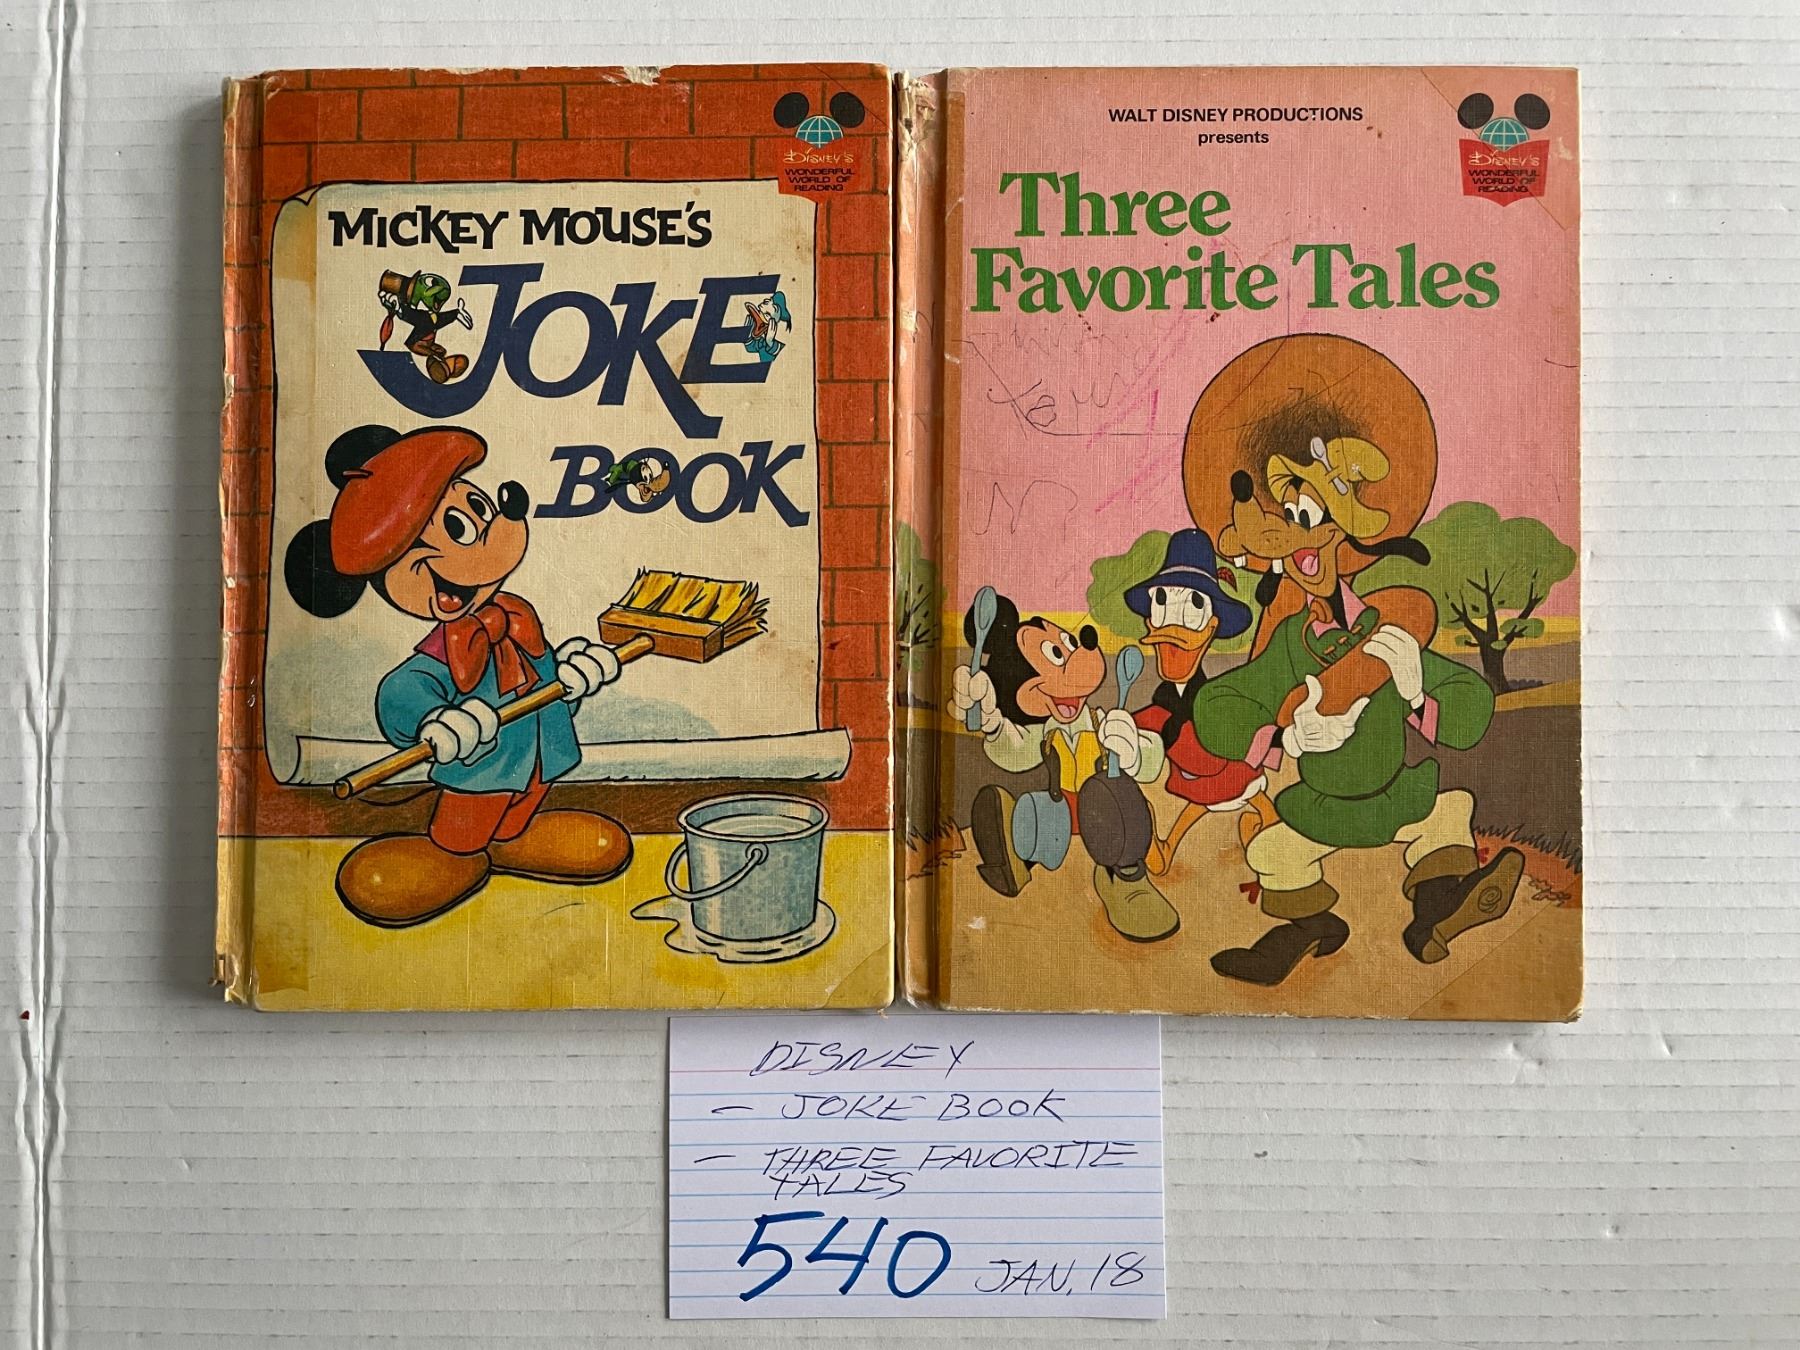 MICKEY MOUSE'S
JOKE
BOOK
DISNEY'S
WONDERFUL
WORLD OF
READING
WALT DISNEY PRODUCTIONS
presents
Three
Favorite Tales
DISNEY'S
WONDERFUL
WORLD OF
READING
DISNEY
- JOKE BOOK
- THREE FAVORITE
TALES
540 JAN. 18